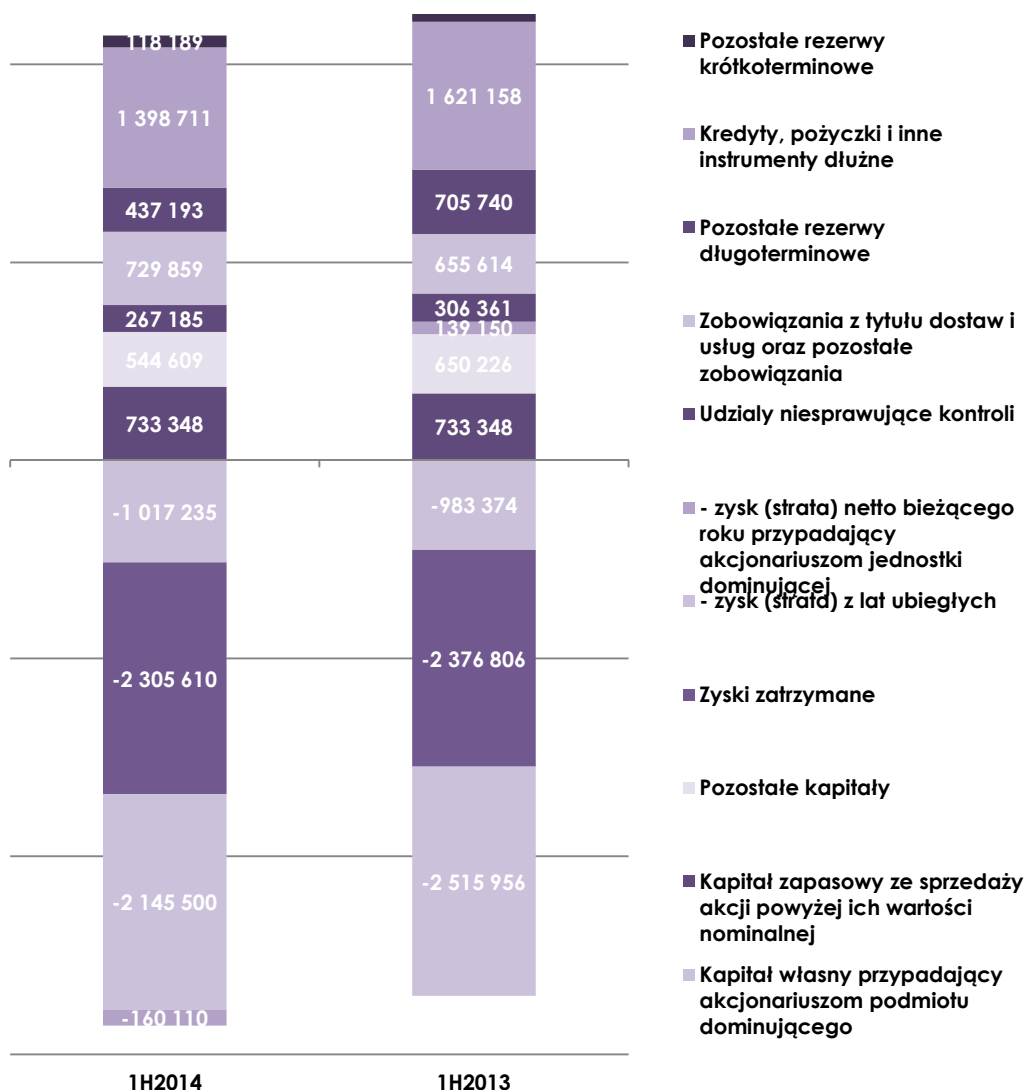 118 189
1 398 711
437 193
729 859
267 185
544 609
733 348
-1 017 235
-2 305 610
-2 145 500
-160 110
1H2014
1 621 158
705 740
655 614
306 361
139 150
650 226
733 348
-983 374
-2 376 806
-2 515 956
1H2013
Pozostałe rezerwy
krótkoterminowe
Kredyty, pożyczki i inne
instrumenty dłużne
Pozostałe rezerwy
długoterminowe
Zobowiązania z tytułu dostaw i
usług oraz pozostałe
zobowiązania
Udzialy niesprawujące kontroli
- zysk (strata) netto bieżącego
roku przypadający
akcjonariuszom jednostki
dominującej
- zysk (strata) z lat ubiegłych
Zyski zatrzymane
Pozostałe kapitały
Kapitał zapasowy ze sprzedaży
akcji powyżej ich wartości
nominalnej
Kapitał własny przypadający
akcjonariuszom podmiotu
dominującego